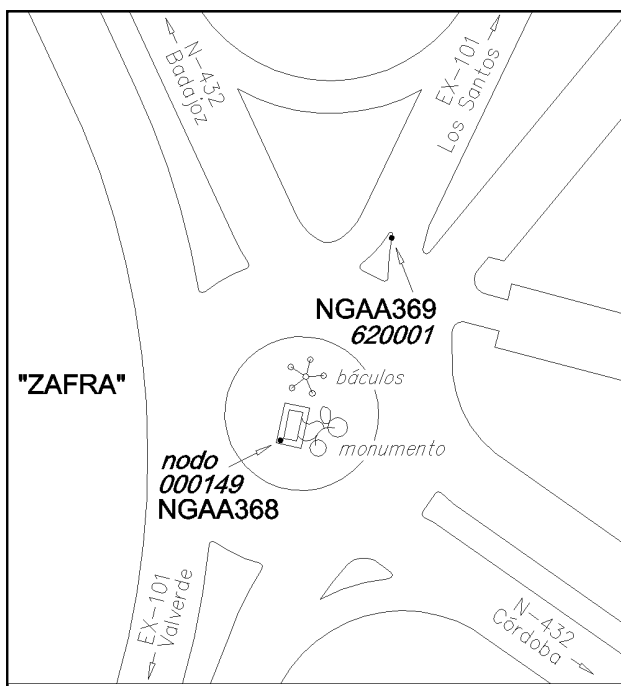 N-432
Badajoz
EX-101
Los Santos
NGAA369
620001
"ZAFRA"
báculos
monumento
nodo
000149
NGAA368
EX-101
Valverde
N-432
Córdoba